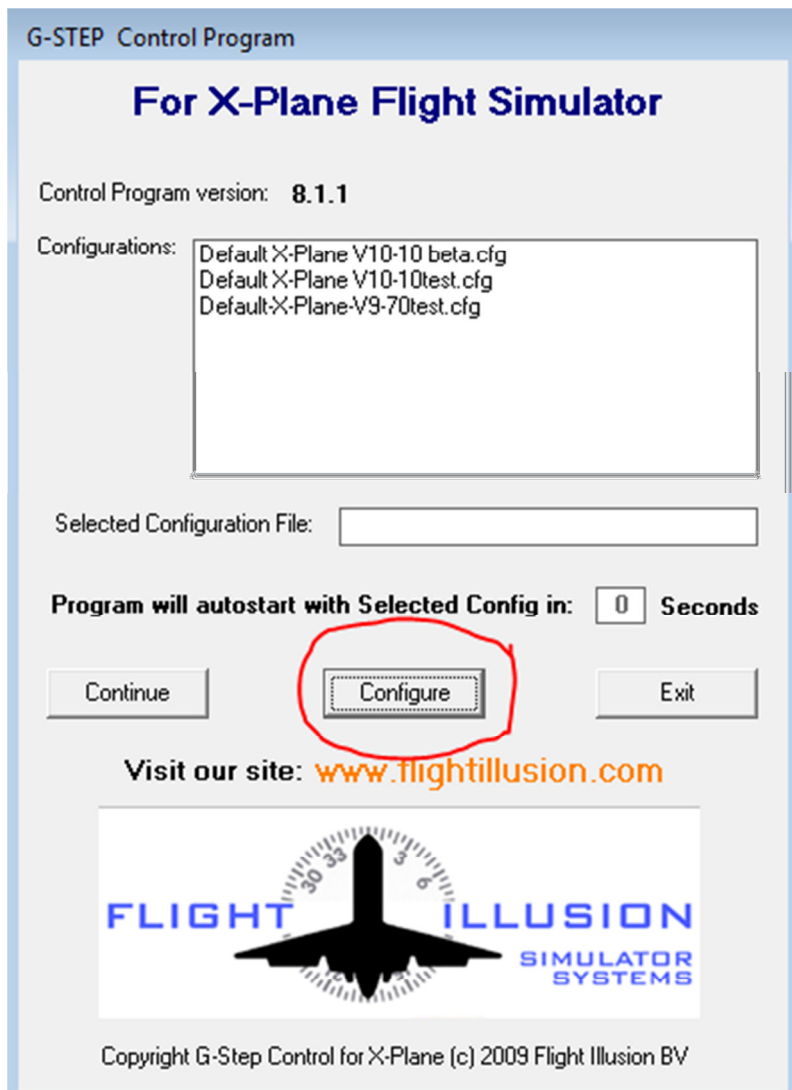 G-STEP Control Program
For X-Plane Flight Simulator
Control Program version: 8.1.1
Configurations:
Default X-Plane V10-10 beta.cfg
Default X-Plane V10-10test.cfg
Default-X-Plane-V9-70test.cfg
Selected Configuration File:
Program will autostart with Selected Config in: 0 Seconds
Continue Configure Exit
Visit our site: www.flightillusion.com
30 33 3 6
FLIGHT ILLUSION
SIMULATOR
SYSTEMS
Copyright G-Step Control for X-Plane (c) 2009 Flight Illusion BV